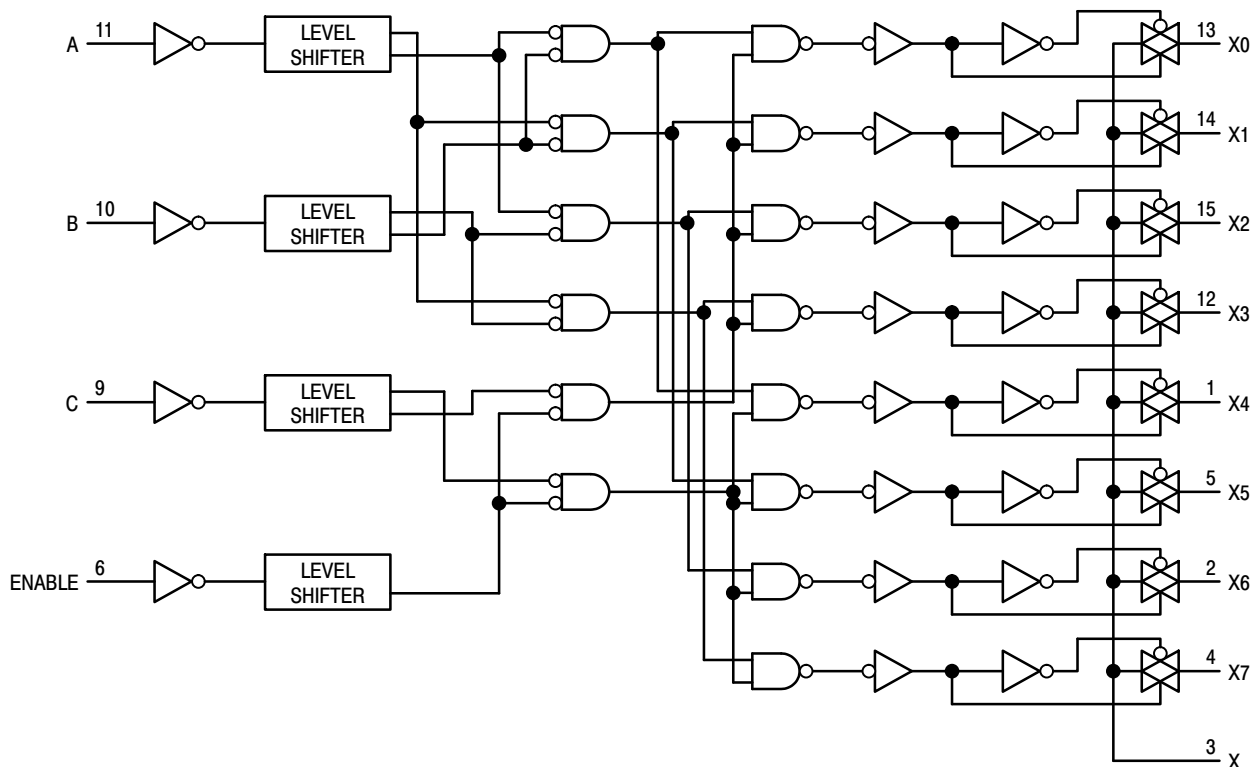 A 11 LEVEL SHIFTER 13 X0
14 X1
B 10 LEVEL SHIFTER 15 X2
12 X3
C 9 LEVEL SHIFTER 1 X4
5 X5
ENABLE 6 LEVEL SHIFTER 2 X6
4 X7
3 X